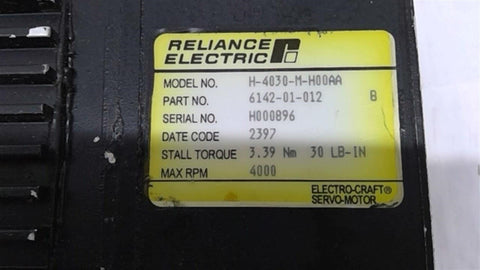 RELIANCE
ELECTRIC
MODEL NO. H-4030-M-H00AA
PART NO. 6142-01-012 B
SERIAL NO. H000896
DATE CODE 2397
STALL TORQUE 3.39 Nm 30 LB-IN
MAX RPM 4000
ELECTRO-CRAFT®
SERVO-MOTOR